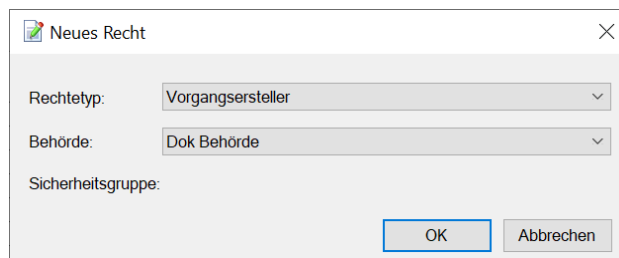 Neues Recht
Rechtetyp: Vorgangsersteller
Behörde: Dok Behörde
Sicherheitsgruppe:
OK Abbrechen